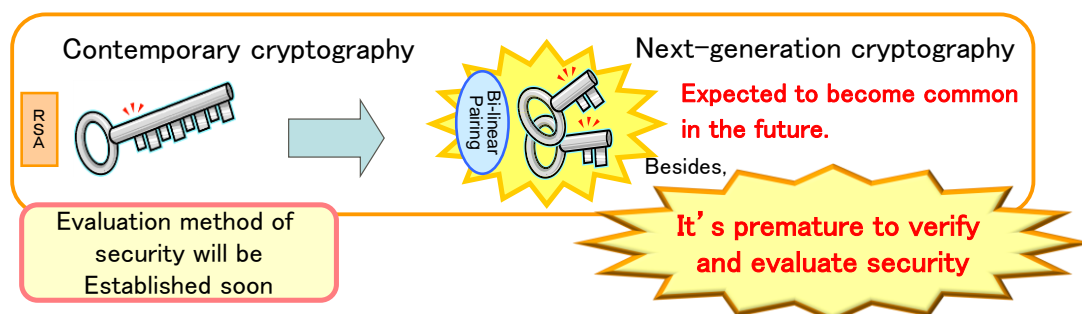 Contemporary cryptography
RSA
Evaluation method of
security will be
Established soon
Next-generation cryptography
Bi-linear
Pairing
Expected to become common
in the future.
Besides,
It's premature to verify
and evaluate security